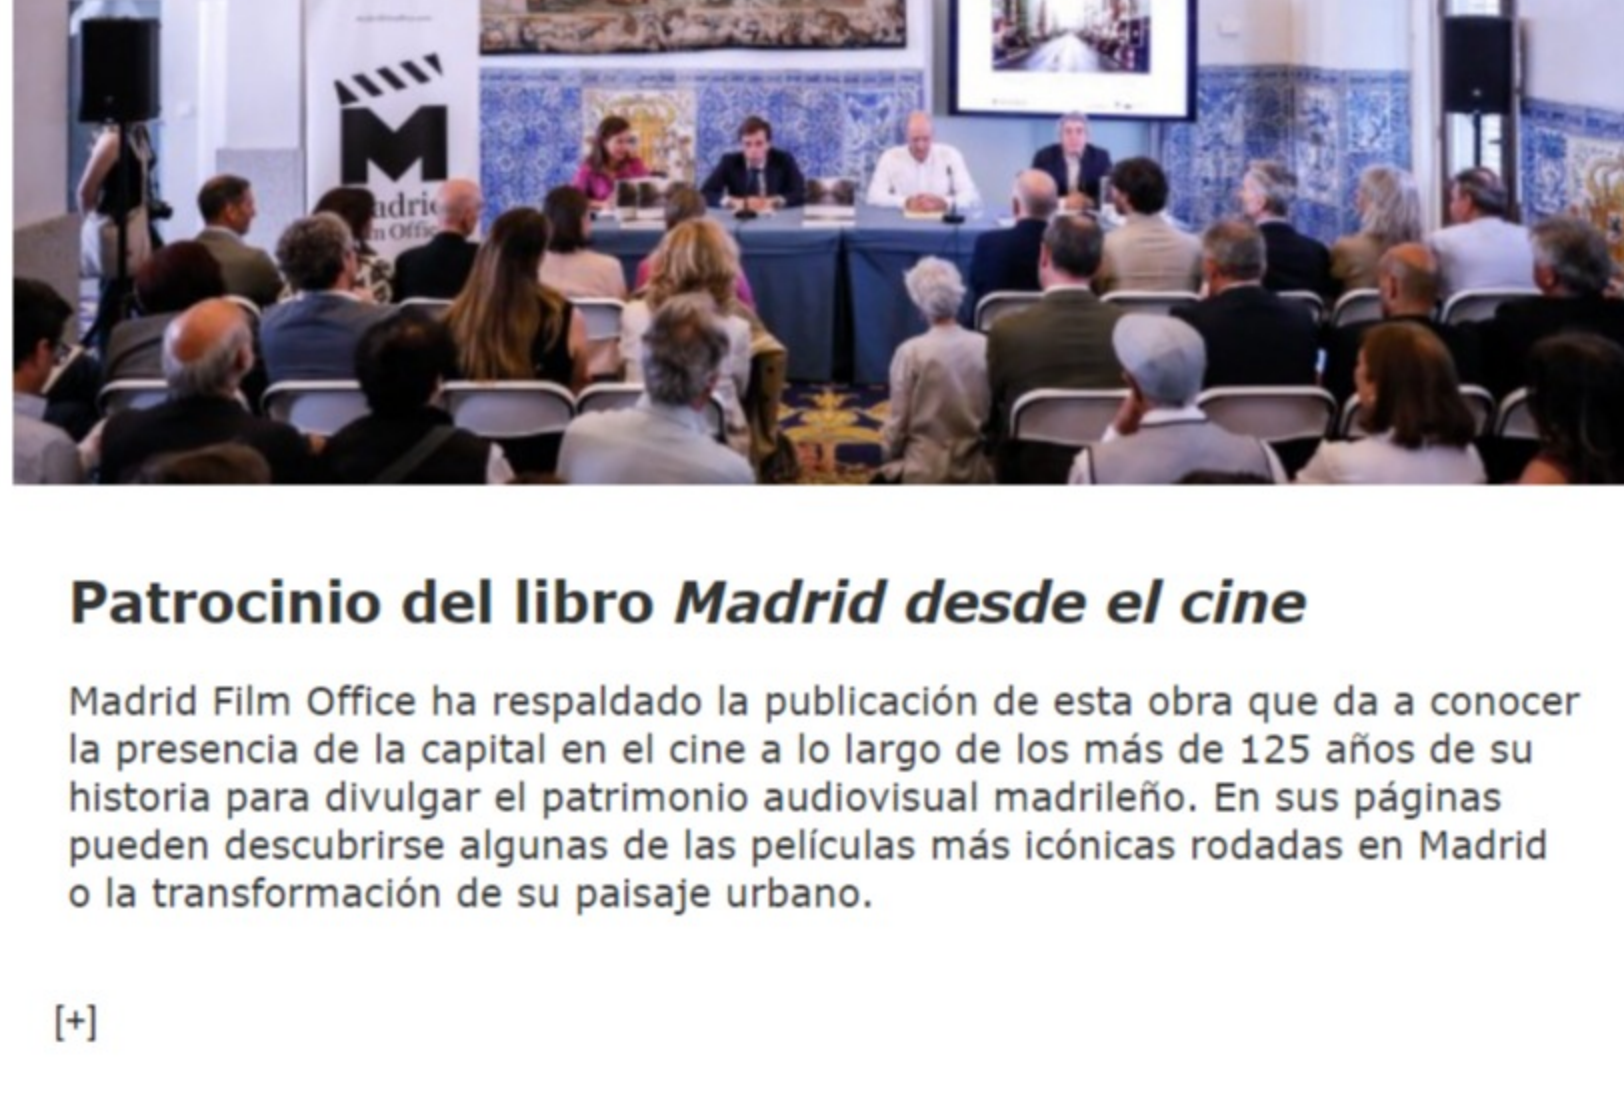 M
adrid
m Offic
Patrocinio del libro Madrid desde el cine
Madrid Film Office ha respaldado la publicación de esta obra que da a conocer
la presencia de la capital en el cine a lo largo de los más de 125 años de su
historia para divulgar el patrimonio audiovisual madrileño. En sus páginas
pueden descubrirse algunas de las películas más icónicas rodadas en Madrid
o la transformación de su paisaje urbano.
[+]